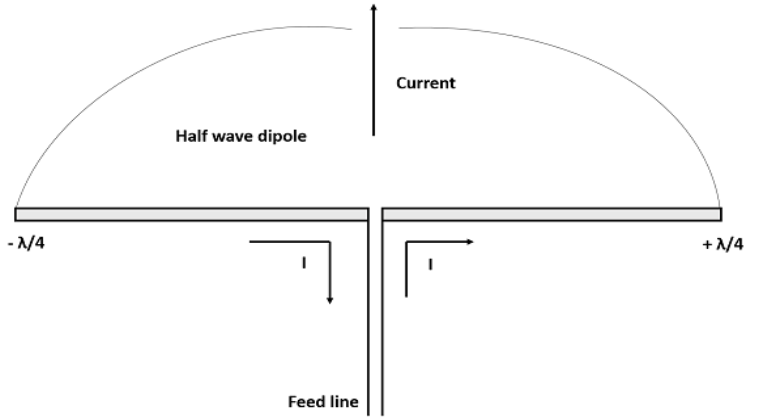 Current
Half wave dipole
- λ/4
+ λ/4
I
I
Feed line